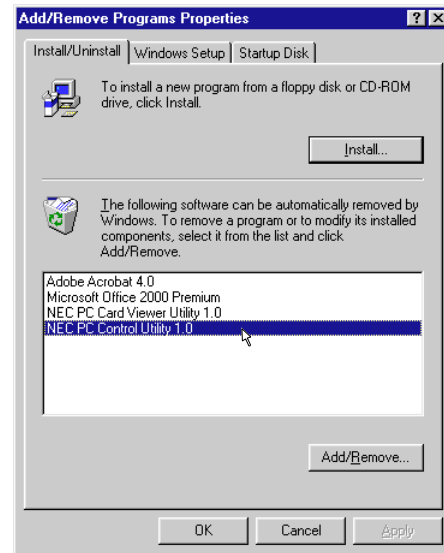 Add/Remove Programs Properties
Install/Uninstall Windows Setup Startup Disk
To install a new program from a floppy disk or CD-ROM
drive, click Install.
Install...
The following software can be automatically removed by
Windows. To remove a program or to modify its installed
components, select it from the list and click
Add/Remove.
Adobe Acrobat 4.0
Microsoft Office 2000 Premium
NEC PC Card Viewer Utility 1.0
NEC PC Control Utility 1.0
Add/Remove...
OK Cancel Apply